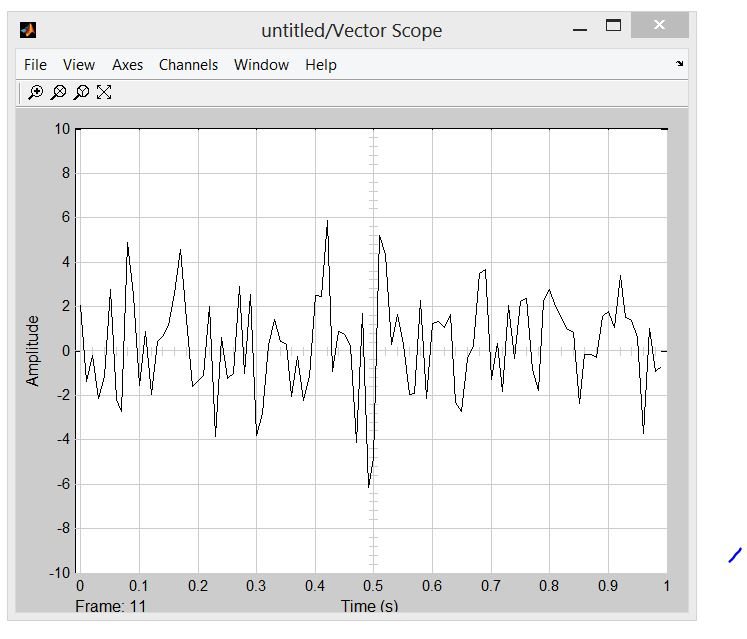 untitled/Vector Scope
File View Axes Channels Window Help
10
8
6
4
2
0
-2
-4
-6
-8
-10
Amplitude
0 0.1 0.2 0.3 0.4 0.5 0.6 0.7 0.8 0.9 1
Frame: 11 Time (s)